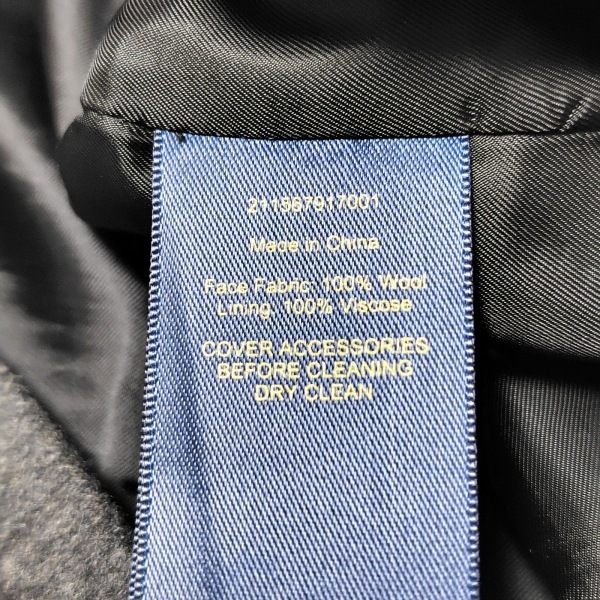 211567917001
Made in China
Face Fabric: 100% Wool
Lining: 100% Viscose
COVER ACCESSORIES
BEFORE CLEANING
DRY CLEAN